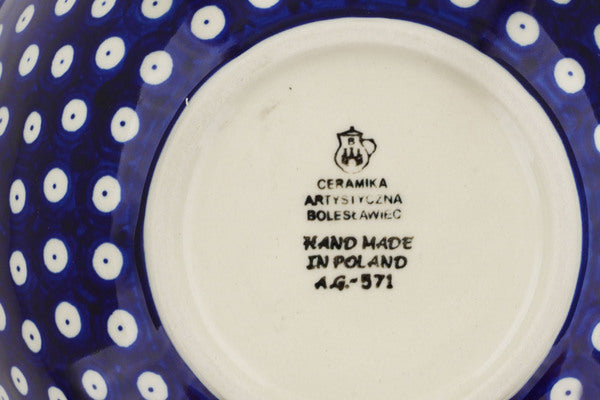 B
CERAMIKA
ARTYSTYCZNA
BOLESŁAWIEC
HAND MADE
IN POLAND
A.G.-571